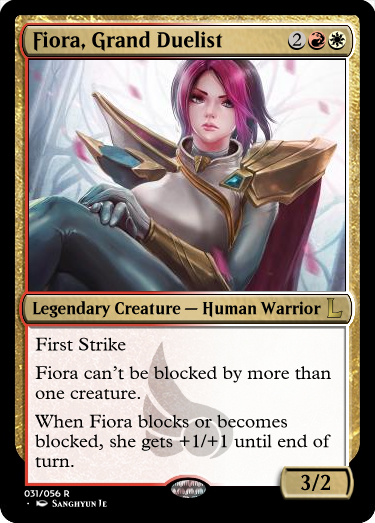 Fiora, Grand Duelist 2
Legendary Creature — Human Warrior L
First Strike
Fiora can't be blocked by more than
one creature.
When Fiora blocks or becomes
blocked, she gets +1/+1 until end of
turn.
3/2
031/056 R
· Sanghyun Je